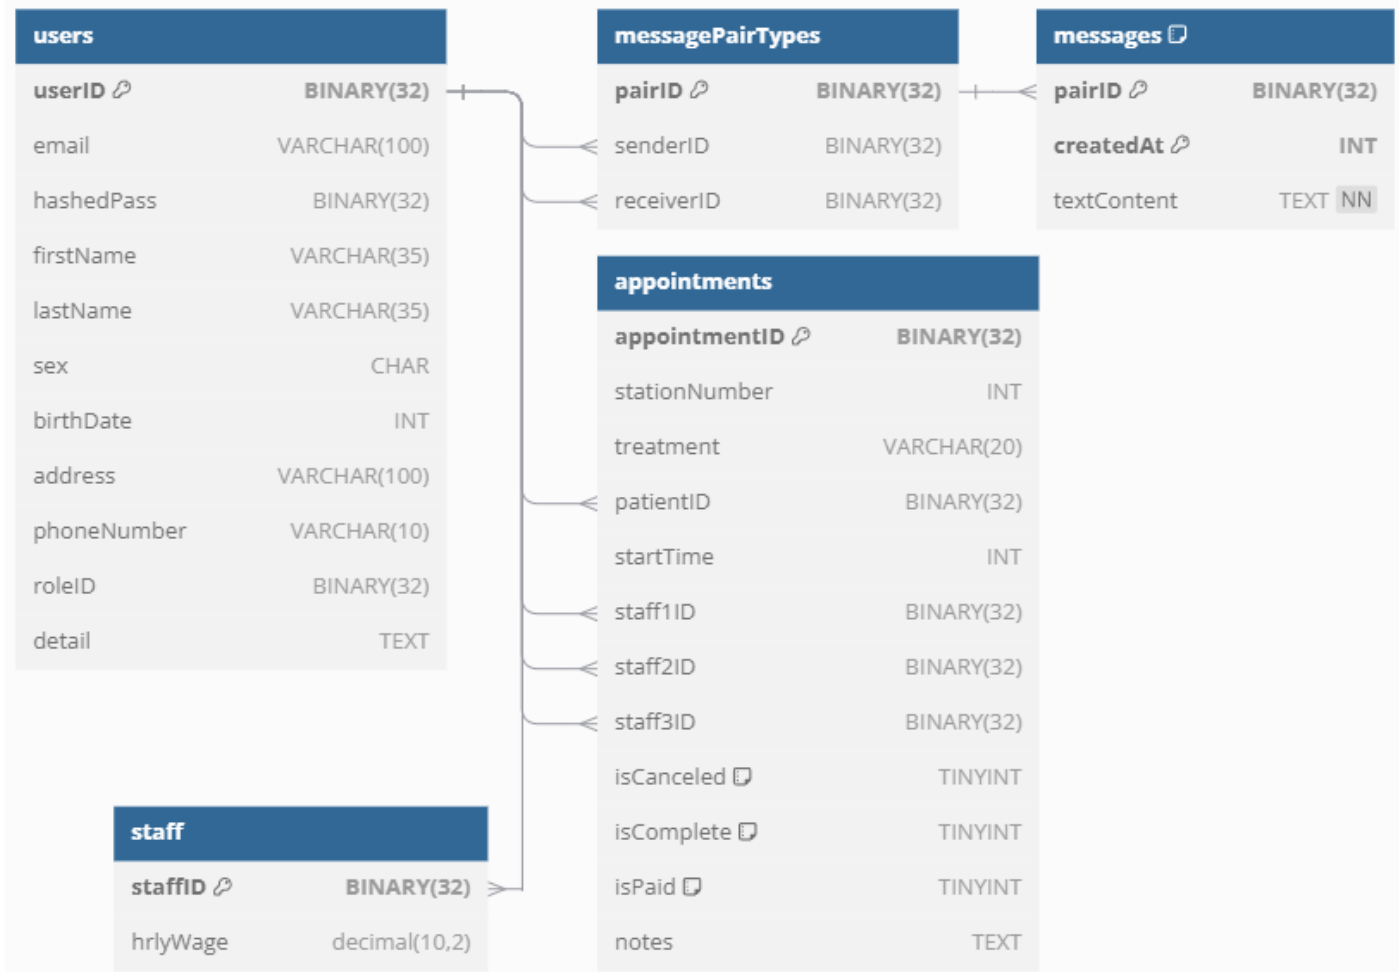 users
userID BINARY(32)
email VARCHAR(100)
hashedPass BINARY(32)
firstName VARCHAR(35)
lastName VARCHAR(35)
sex CHAR
birthDate INT
address VARCHAR(100)
phoneNumber VARCHAR(10)
roleID BINARY(32)
detail TEXT
messagePairTypes
pairID BINARY(32)
senderID BINARY(32)
receiverID BINARY(32)
messages
pairID BINARY(32)
createdAt INT
textContent TEXT NN
appointments
appointmentID BINARY(32)
stationNumber INT
treatment VARCHAR(20)
patientID BINARY(32)
startTime INT
staff1ID BINARY(32)
staff2ID BINARY(32)
staff3ID BINARY(32)
isCanceled TINYINT
isComplete TINYINT
isPaid TINYINT
notes TEXT
staff
staffID BINARY(32)
hrlyWage decimal(10,2)